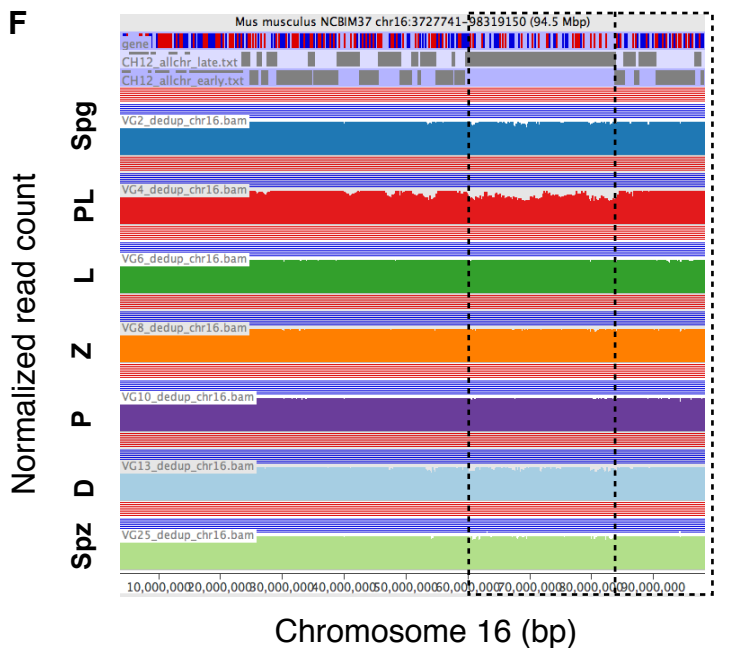 F
Mus musculus NCBIM37 chr16:3727741-98319150 (94.5 Mbp)
gene
CH12_allchr_late.txt
CH12_allchr_early.txt
Normalized read count
Spg
VG2_dedup_chr16.bam
PL
VG4_dedup_chr16.bam
L
VG6_dedup_chr16.bam
Z
VG8_dedup_chr16.bam
P
VG10_dedup_chr16.bam
D
VG13_dedup_chr16.bam
Spz
VG25_dedup_chr16.bam
10,000,000 20,000,000 30,000,000 40,000,000 50,000,000 60,000,000 70,000,000 80,000,000 90,000,000
Chromosome 16 (bp)